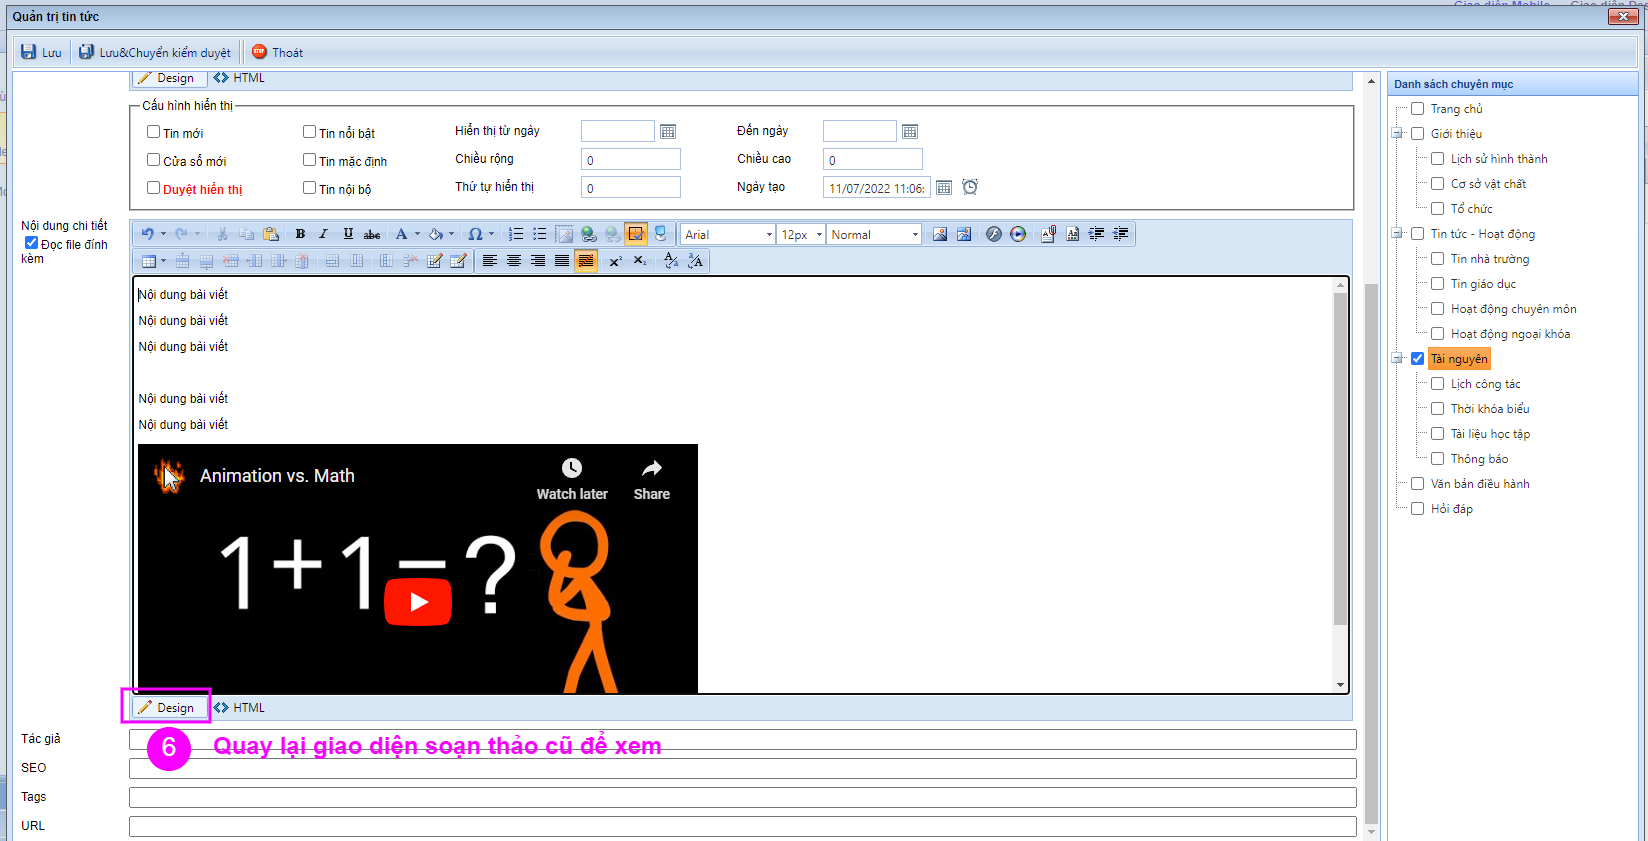 Giao diện Mobile
Quản trị tin tức
Lưu
Lưu&Chuyển kiểm duyệt
STOP
Thoát
Design
HTML
Cấu hình hiển thị
Tin mới
Tin nổi bật
Hiển thị từ ngày
Đến ngày
Cửa sổ mới
Tin mặc định
Chiều rộng
0
Chiều cao
0
Duyệt hiển thị
Tin nội bộ
Thứ tự hiển thị
0
Ngày tạo
11/07/2022 11:06:
Nội dung chi tiết
Đọc file đính
kèm
Arial
12px
Normal
Nội dung bài viết
Nội dung bài viết
Nội dung bài viết
Nội dung bài viết
Nội dung bài viết
Animation vs. Math
Watch later
Share
1+1=?
Design
HTML
6
Quay lại giao diện soạn thảo cũ để xem
Tác giả
SEO
Tags
URL
Danh sách chuyên mục
Trang chủ
Giới thiệu
Lịch sử hình thành
Cơ sở vật chất
Tổ chức
Tin tức - Hoạt động
Tin nhà trường
Tin giáo dục
Hoạt động chuyên môn
Hoạt động ngoại khóa
Tài nguyên
Lịch công tác
Thời khóa biểu
Tài liệu học tập
Thông báo
Văn bản điều hành
Hỏi đáp